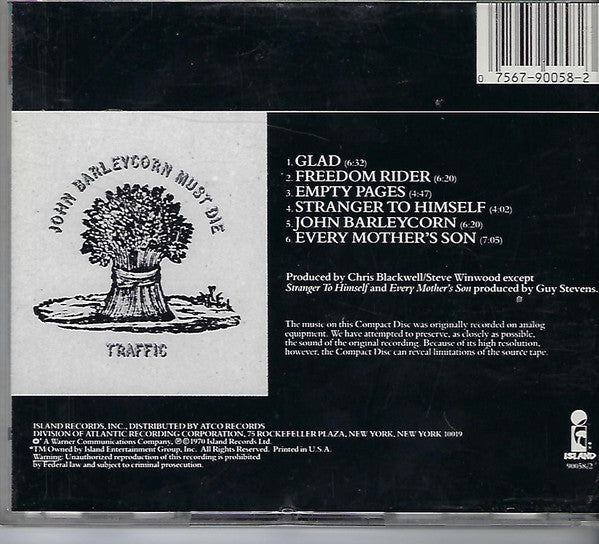 0 7567-90058-2
JOHN BARLEYCORN MUST DIE
TRAFFIC
1. GLAD (6:32)
2. FREEDOM RIDER (6:20)
3. EMPTY PAGES (4:47)
4. STRANGER TO HIMSELF (4:02)
5. JOHN BARLEYCORN (6:20)
6. EVERY MOTHER'S SON (7:05)
Produced by Chris Blackwell/Steve Winwood except
Stranger To Himself and Every Mother's Son produced by Guy Stevens.
The music on this Compact Disc was originally recorded on analog
equipment. We have attempted to preserve, as closely as possible,
the sound of the original recording. Because of its high resolution,
however, the Compact Disc can reveal limitations of the source tape.
ISLAND RECORDS, INC., DISTRIBUTED BY ATCO RECORDS
DIVISION OF ATLANTIC RECORDING CORPORATION, 75 ROCKEFELLER PLAZA, NEW YORK, NEW YORK 10019
A Warner Communications Company, ℗©1970 Island Records Ltd.
*TM Owned by Island Entertainment Group, Inc. All Rights Reserved. Printed in U.S.A.
Warning: Unauthorized reproduction of this recording is prohibited
by Federal law and subject to criminal prosecution.
ISLAND
90058/2